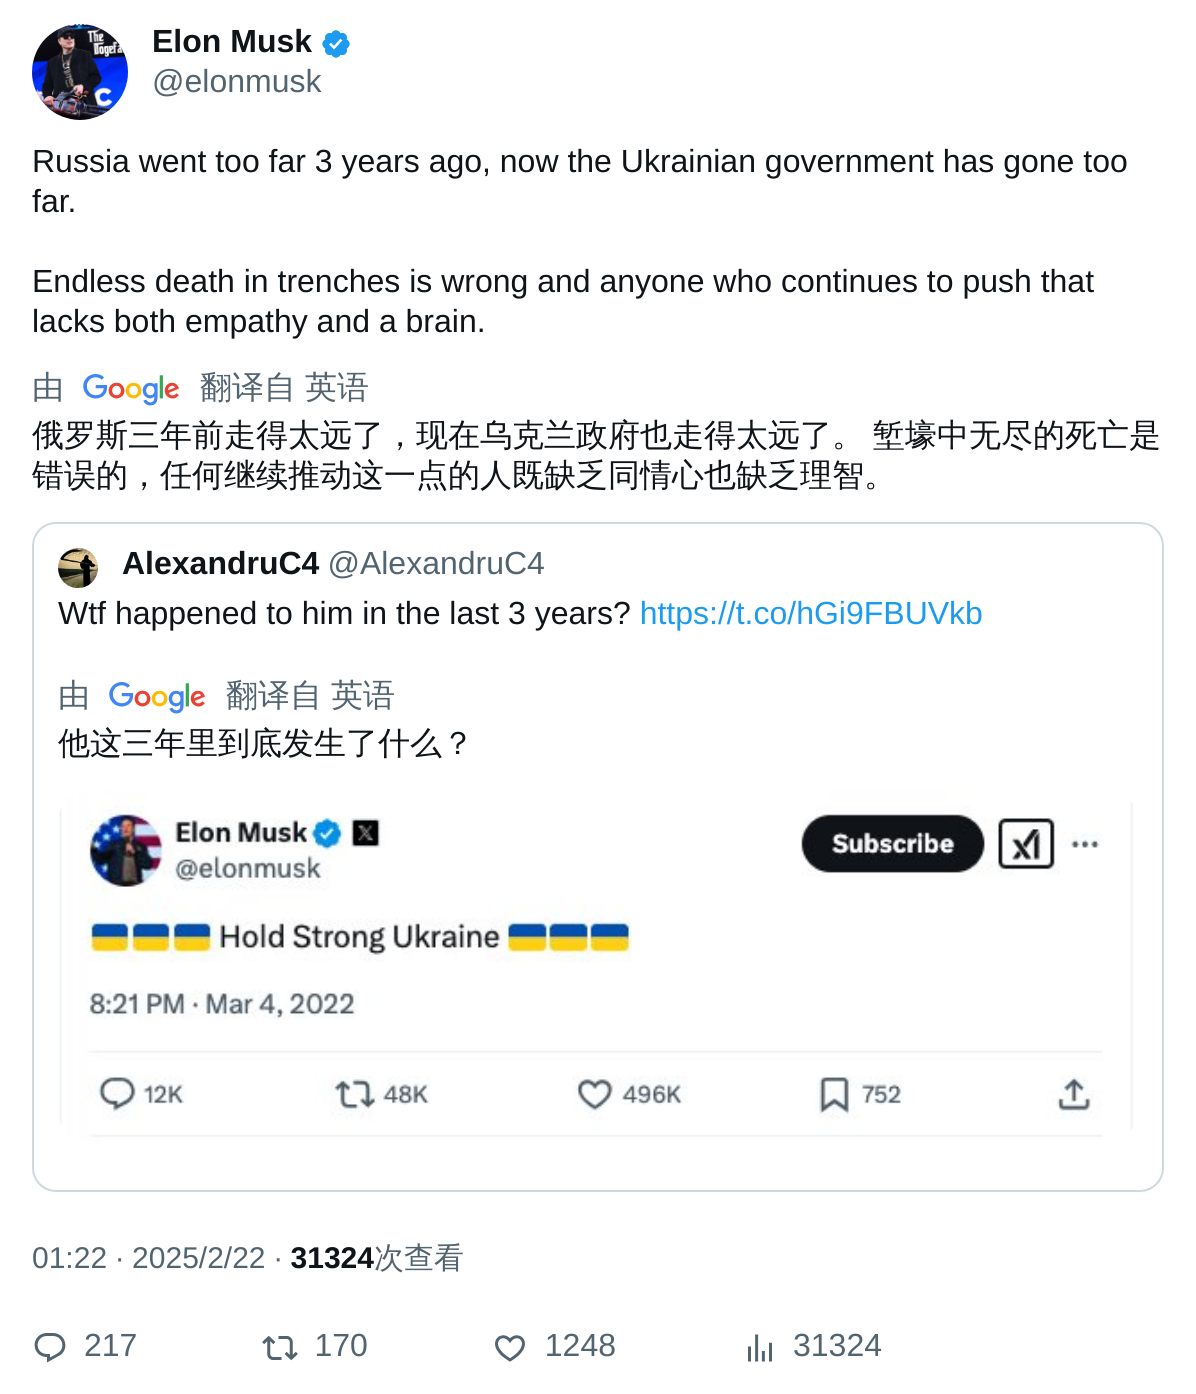 The
Dogefa
C
Elon Musk
@elonmusk
Russia went too far 3 years ago, now the Ukrainian government has gone too
far.
Endless death in trenches is wrong and anyone who continues to push that
lacks both empathy and a brain.
由 Google 翻译自 英语
俄罗斯三年前走得太远了，现在乌克兰政府也走得太远了。 堑壕中无尽的死亡是
错误的，任何继续推动这一点的人既缺乏同情心也缺乏理智。
AlexandruC4 @AlexandruC4
Wtf happened to him in the last 3 years? https://t.co/hGi9FBUVkb
由 Google 翻译自 英语
他这三年里到底发生了什么？
Elon Musk X
@elonmusk
Subscribe
🇺🇦🇺🇦🇺🇦 Hold Strong Ukraine 🇺🇦🇺🇦🇺🇦
8:21 PM · Mar 4, 2022
12K 48K 496K 752
01:22 · 2025/2/22 · 31324次查看
217 170 1248 31324